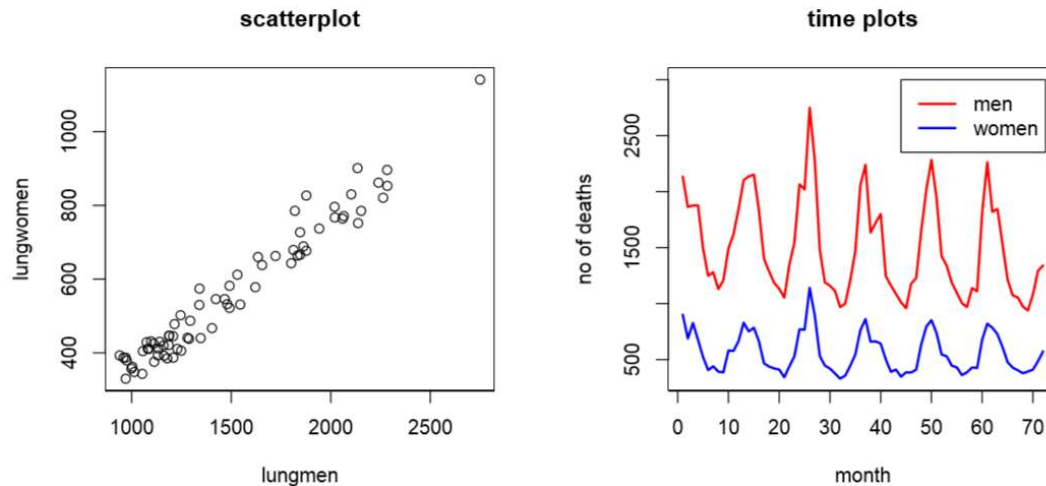 scatterplot
lungwomen
1000
800
600
400
1000 1500 2000 2500
lungmen
time plots
no of deaths
2500
1500
500
men
women
0 10 20 30 40 50 60 70
month